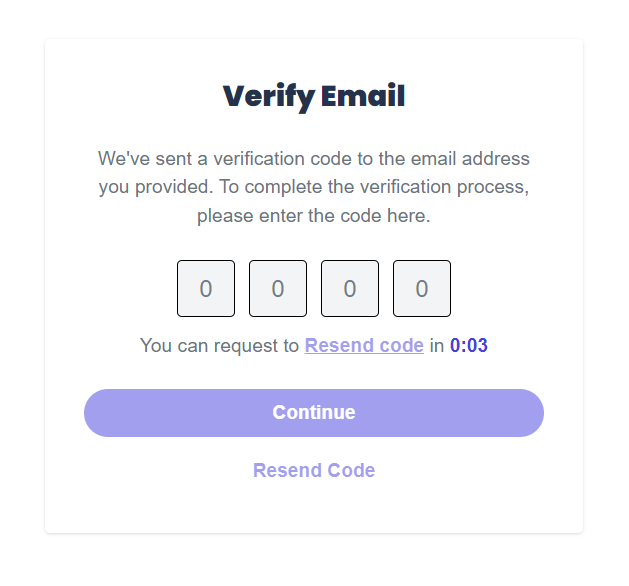 Verify Email
We've sent a verification code to the email address
you provided. To complete the verification process,
please enter the code here.
0 0 0 0
You can request to Resend code in 0:03
Continue
Resend Code